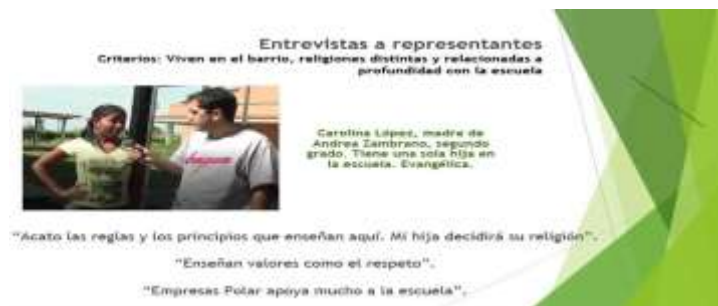 Entrevistas a representantes
Criterios: Viven en el barrio, religiones distintas y relacionadas a
profundidad con la escuela
Carolina López, madre de
Andrea Zambrano, segundo
grado. Tiene una sola hija en
la escuela. Evangélica.
"Acato las reglas y los principios que enseñan aquí. Mi hija decidirá su religión".
"Enseñan valores como el respeto".
"Empresas Polar apoya mucho a la escuela".